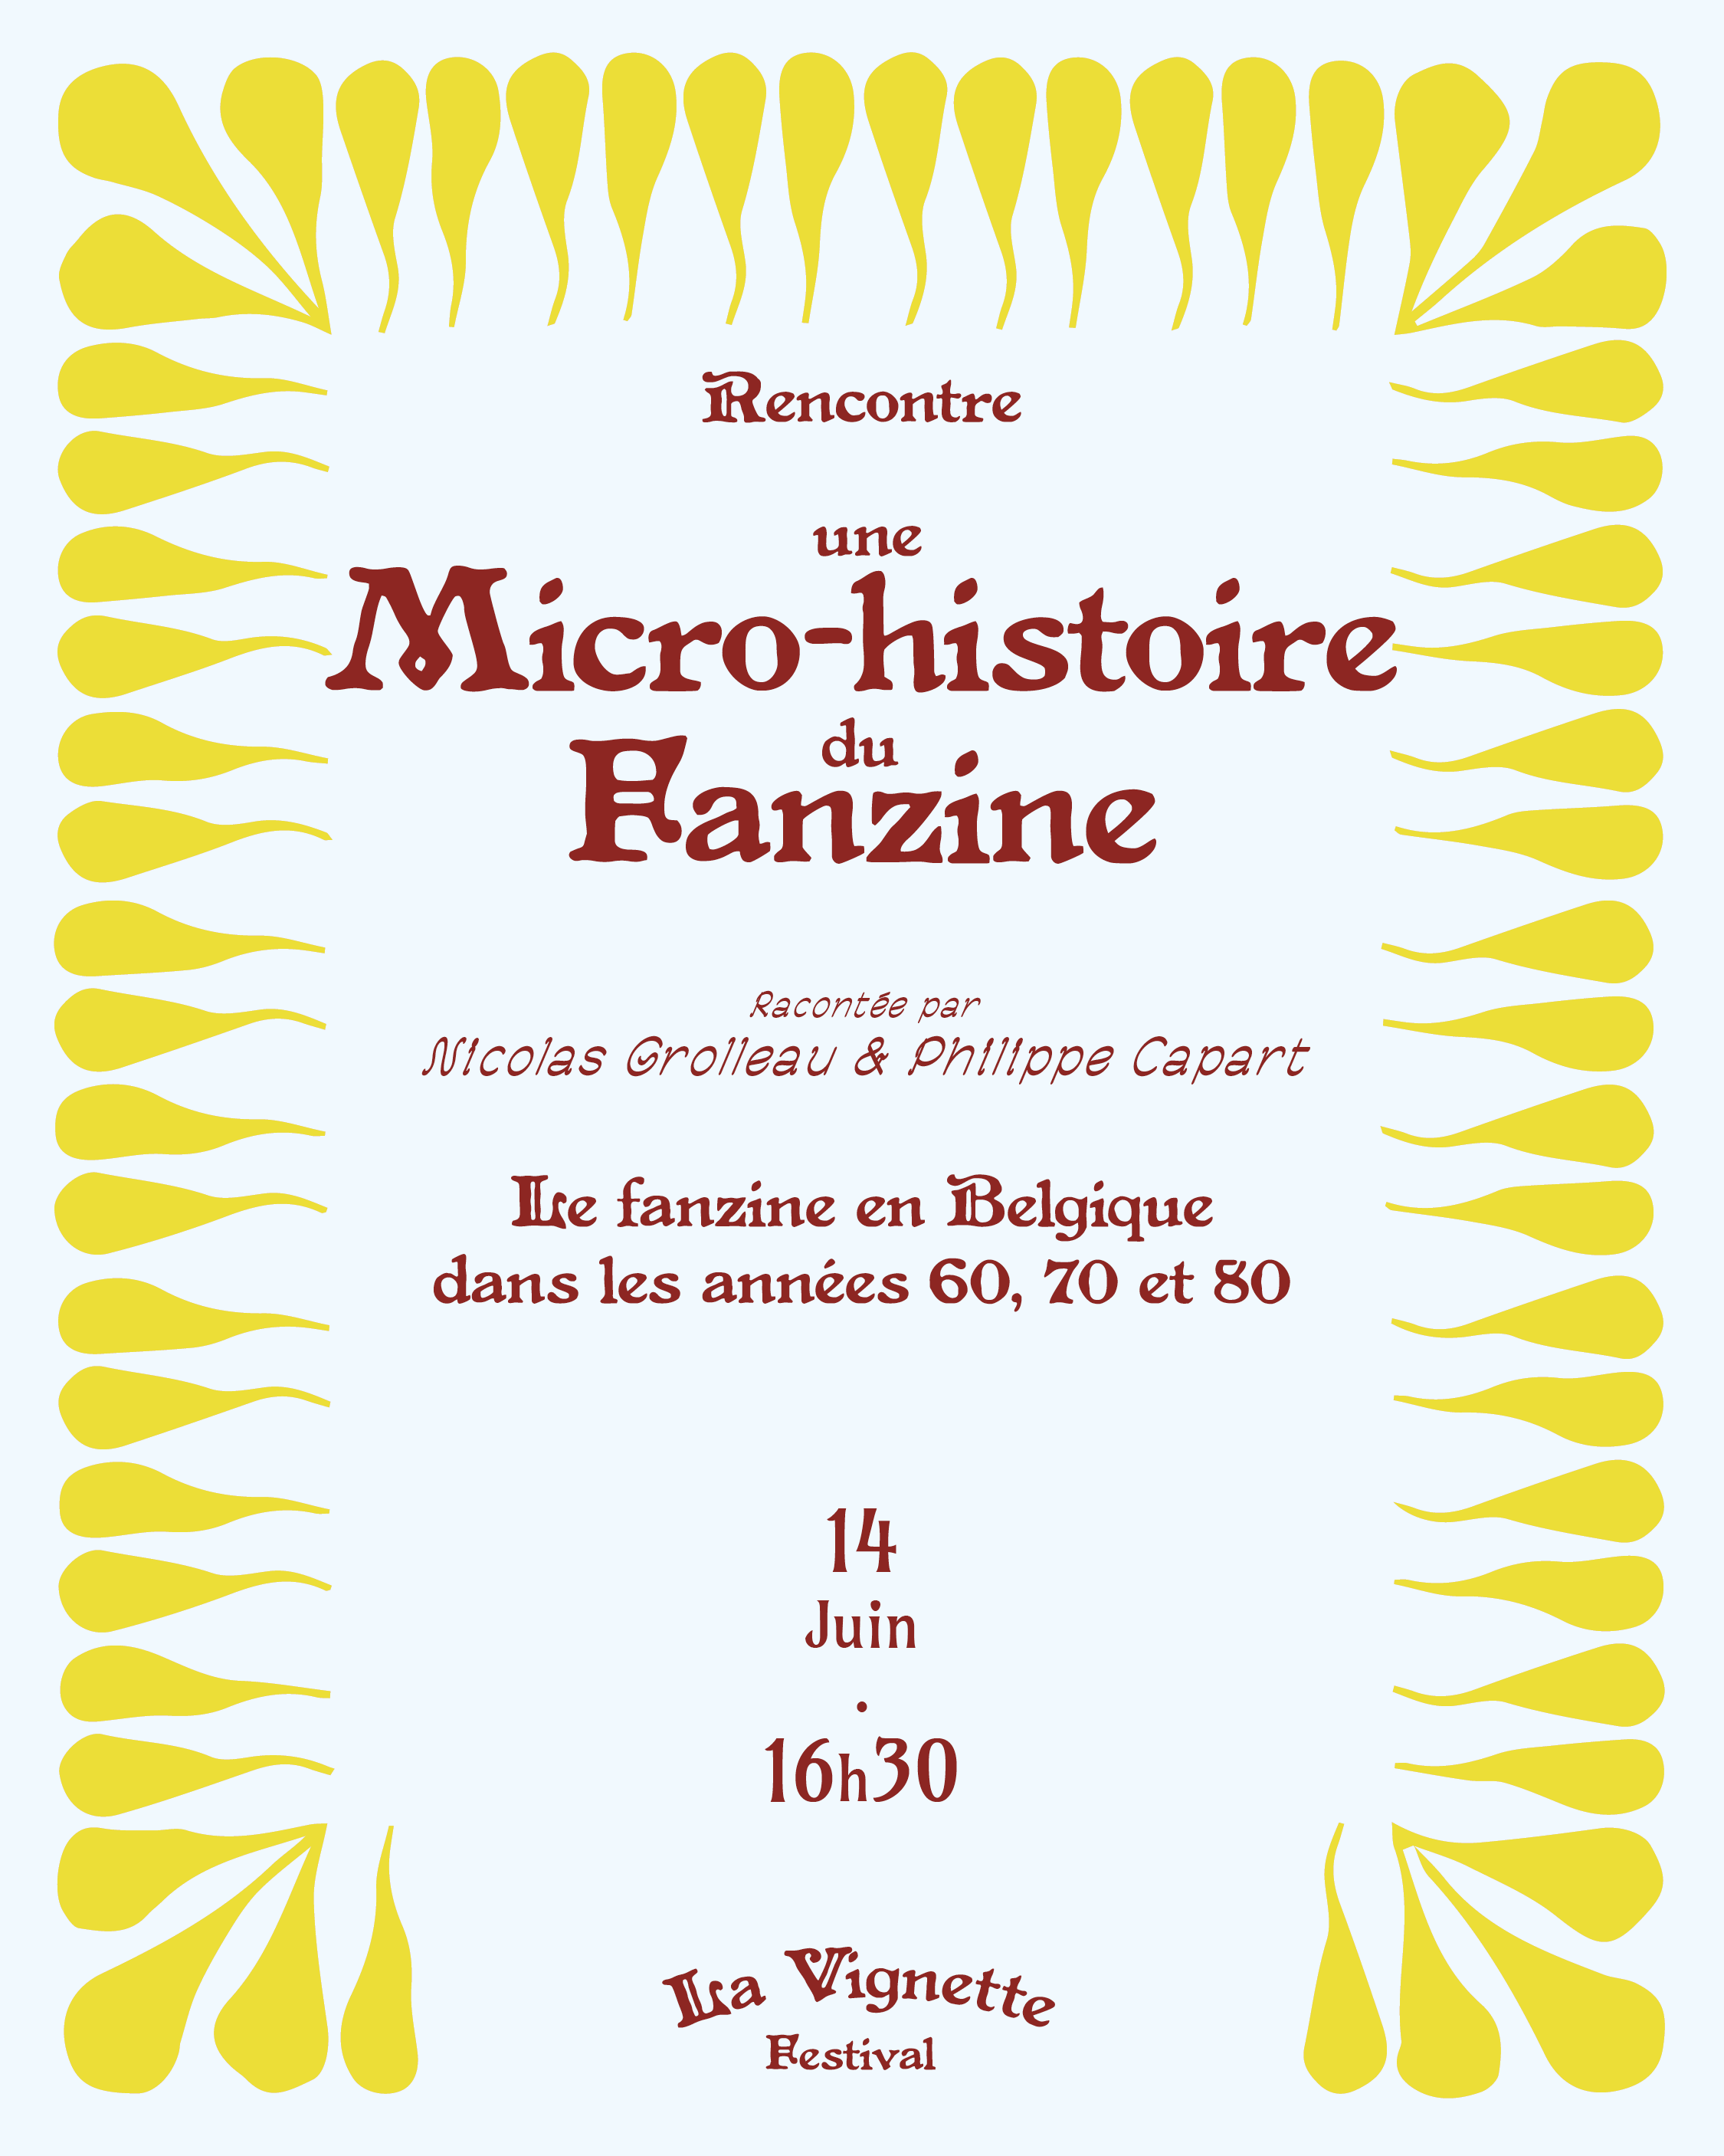 Rencontre
une
Micro-histoire
du
Fanzine
Racontée par
Nicolas Grolleau & Philippe Capart
Le fanzine en Belgique
dans les années 60, 70 et 80
14
Juin
.
16h30
La Vignette
Festival